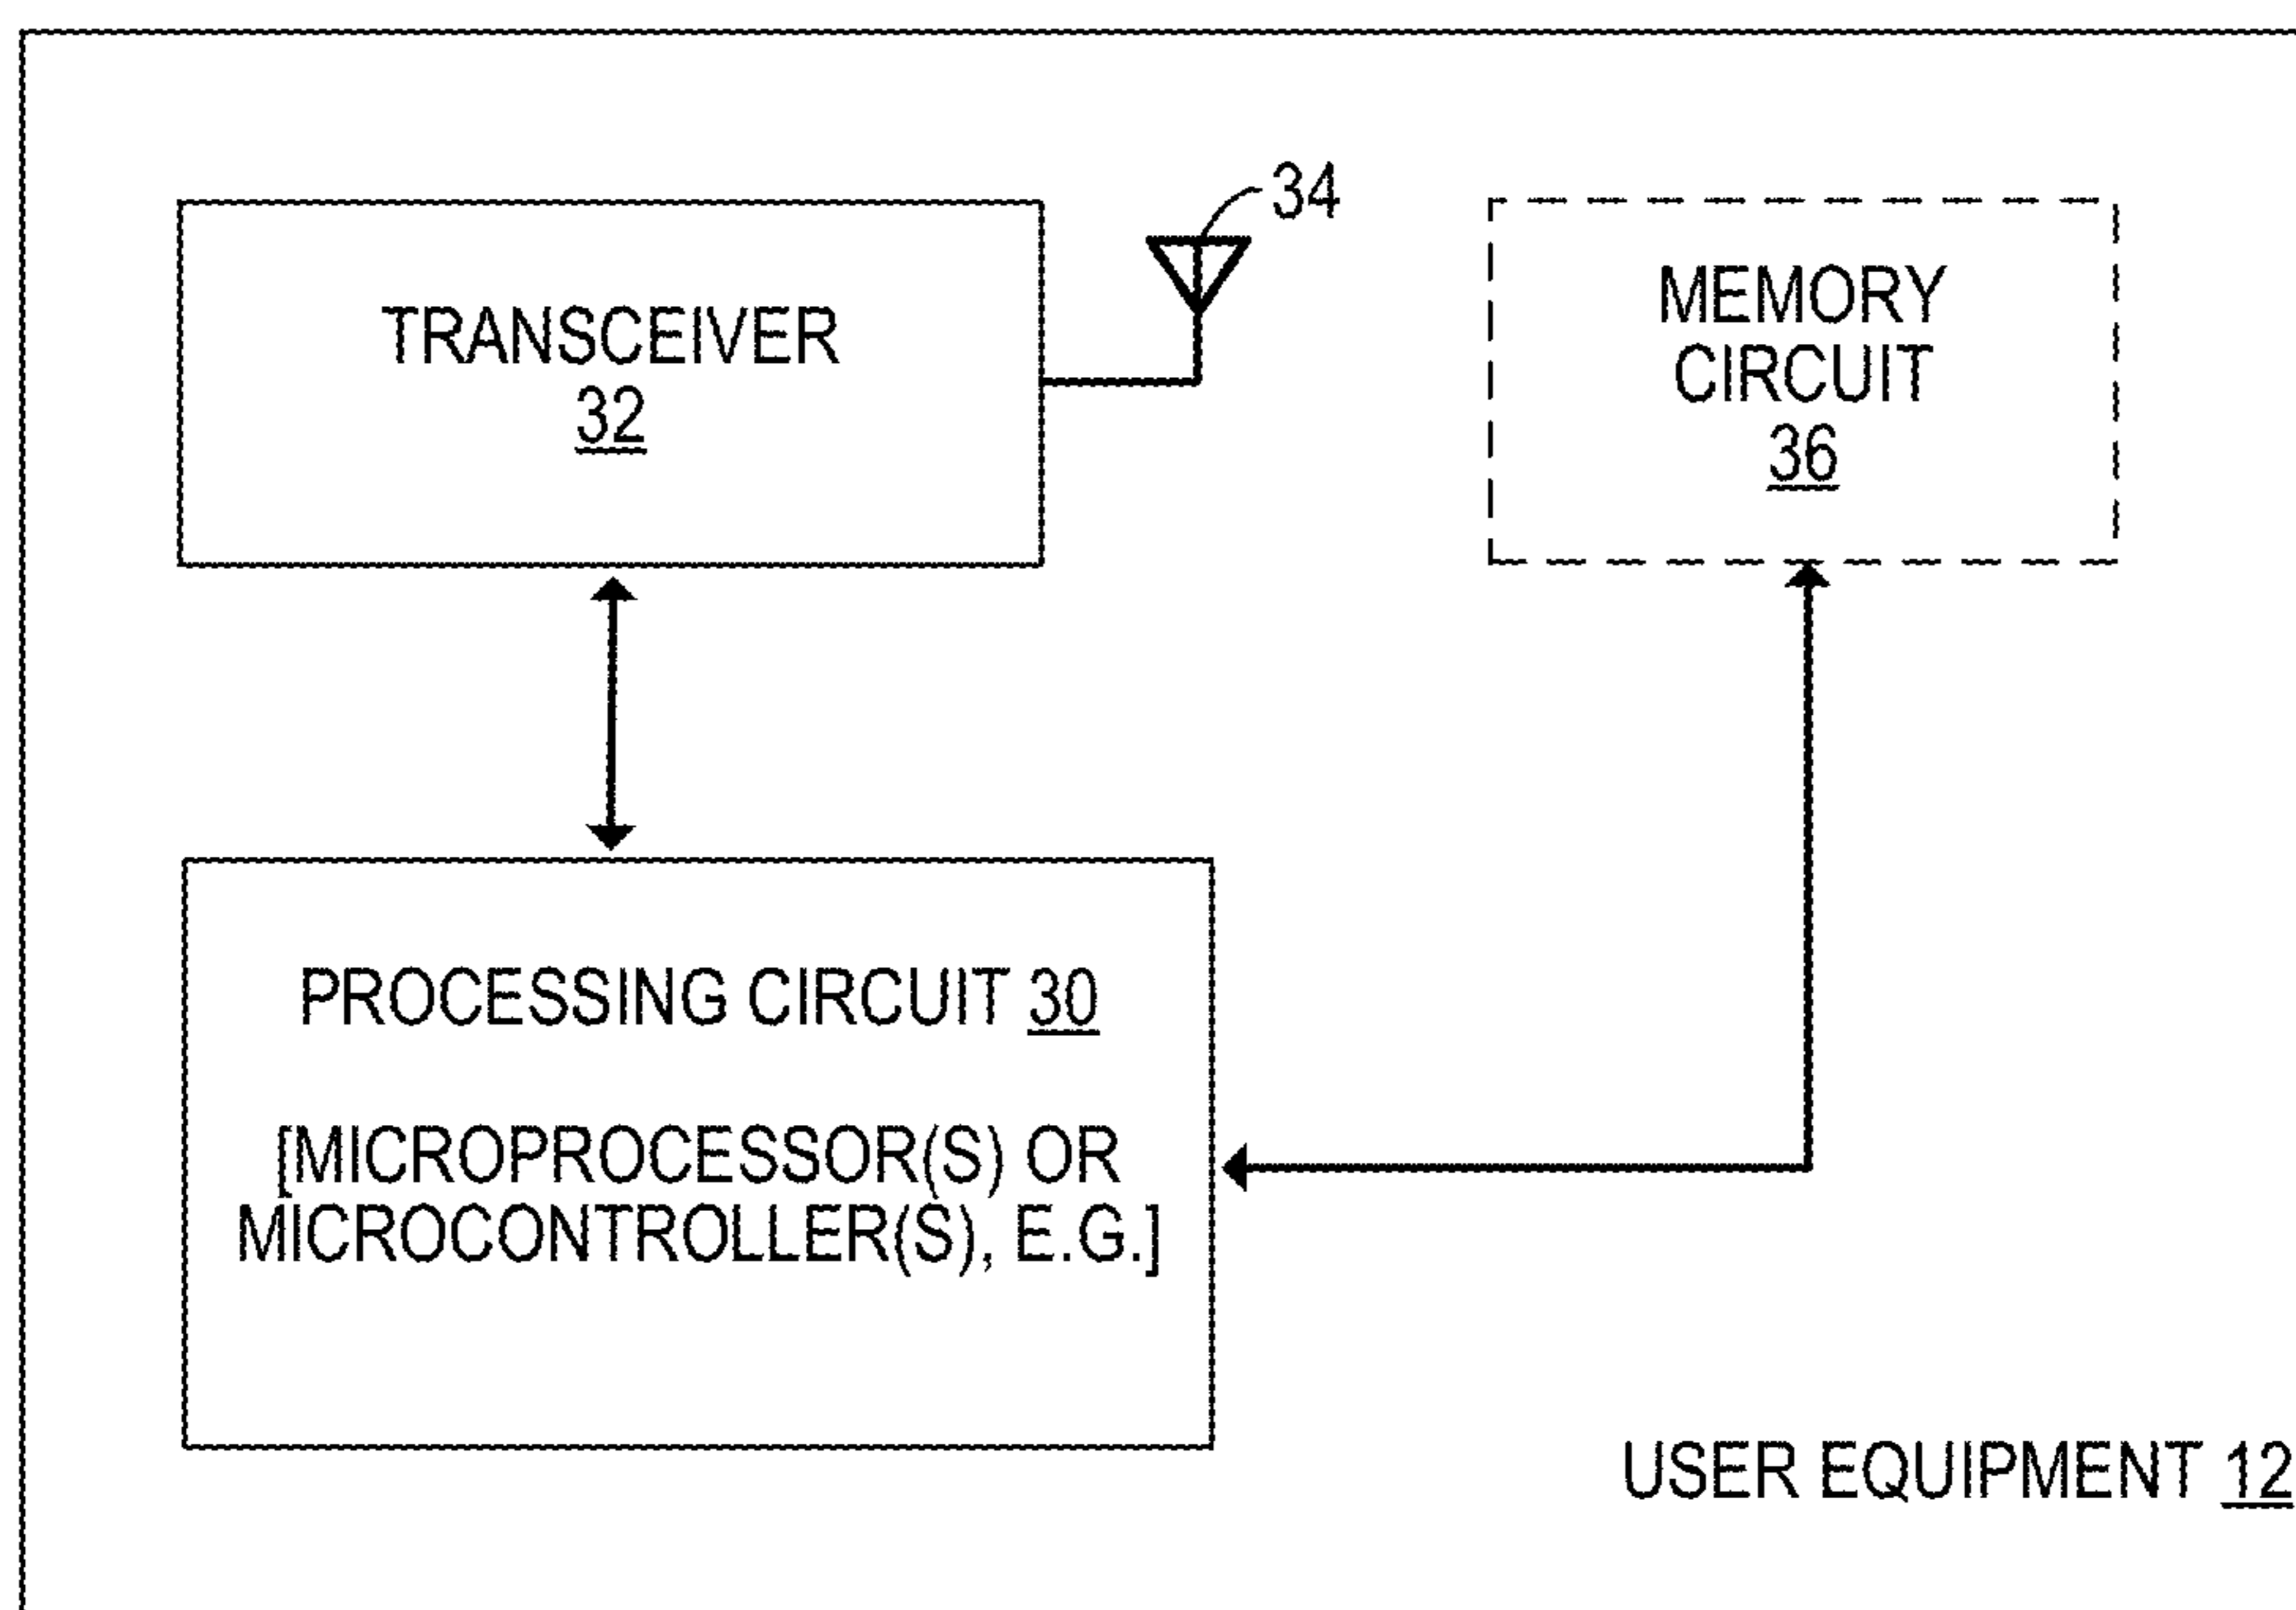 34
TRANSCEIVER
32
MEMORY
CIRCUIT
36
PROCESSING CIRCUIT 30
[MICROPROCESSOR(S) OR
MICROCONTROLLER(S), E.G.]
USER EQUIPMENT 12